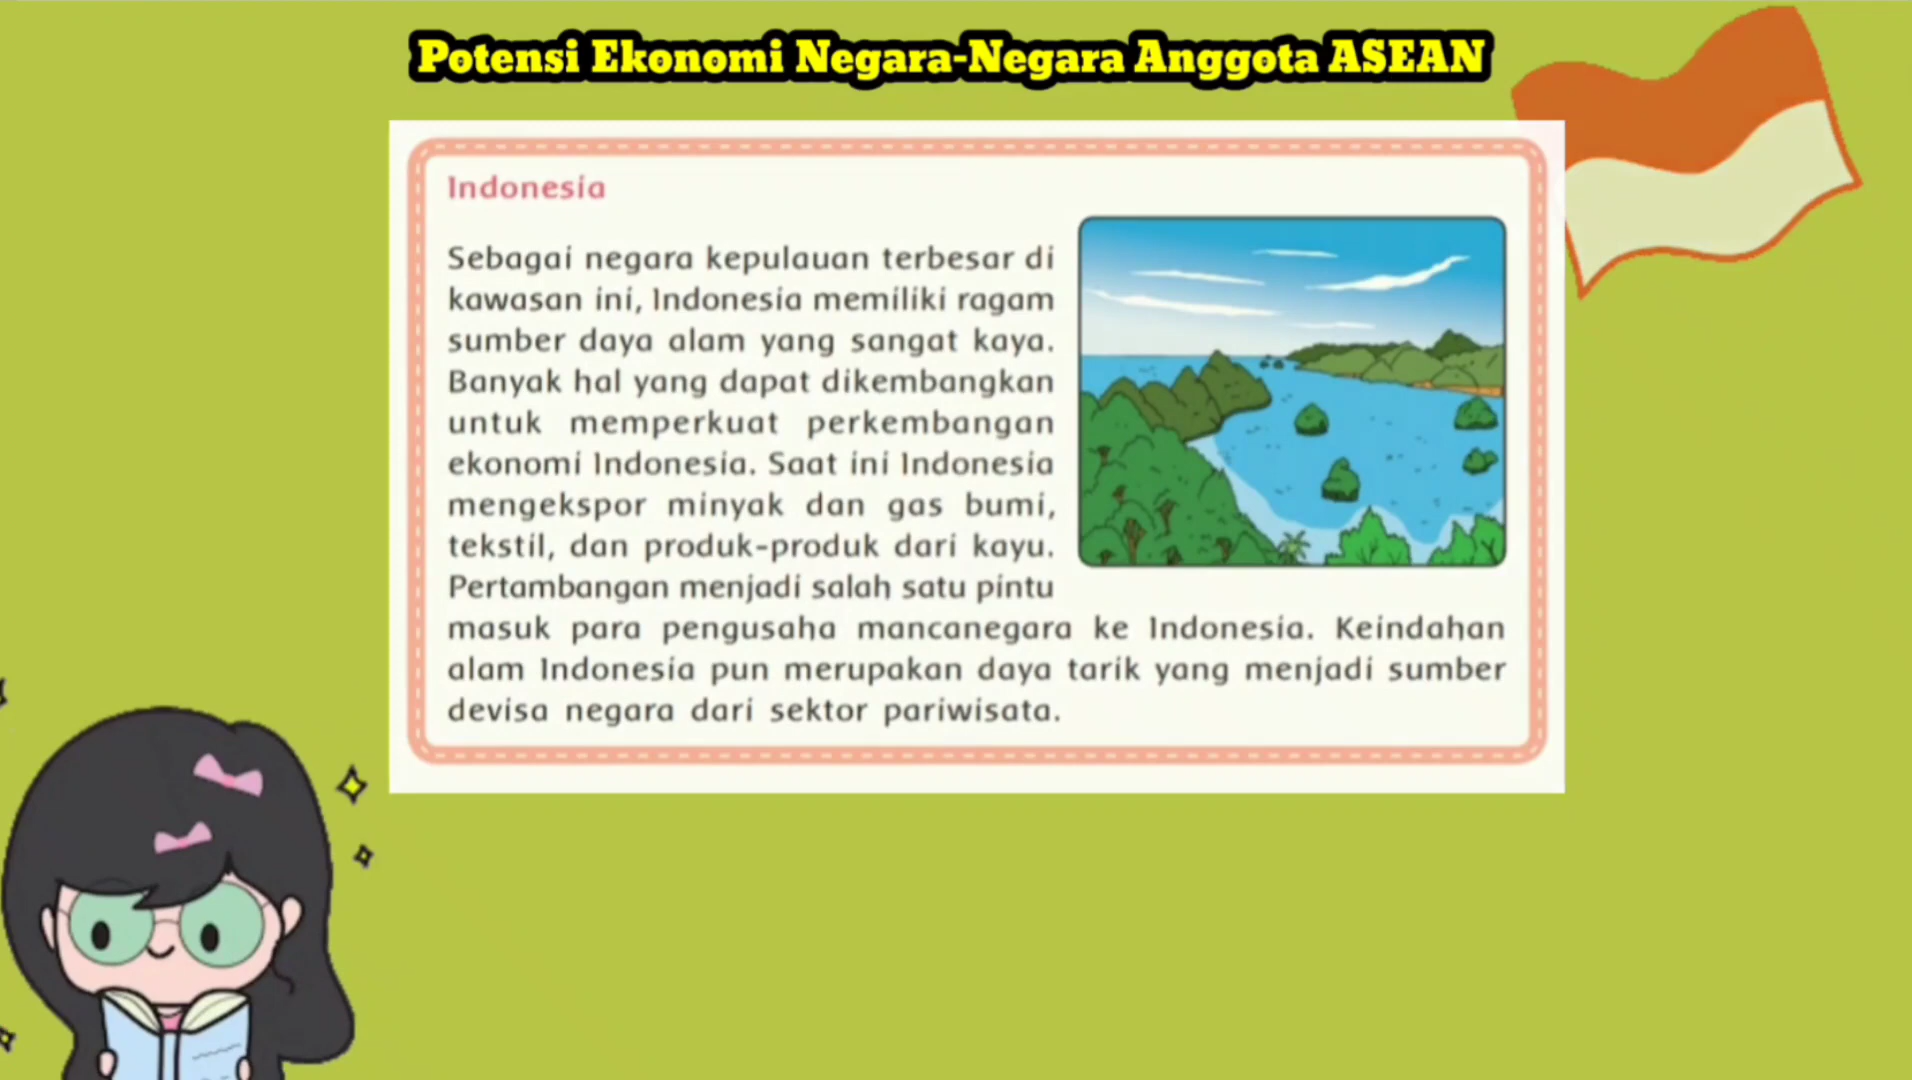 Potensi Ekonomi Negara-Negara Anggota ASEAN
Indonesia
Sebagai negara kepulauan terbesar di
kawasan ini, Indonesia memiliki ragam
sumber daya alam yang sangat kaya.
Banyak hal yang dapat dikembangkan
untuk memperkuat perkembangan
ekonomi Indonesia. Saat ini Indonesia
mengekspor minyak dan gas bumi,
tekstil, dan produk-produk dari kayu.
Pertambangan menjadi salah satu pintu
masuk para pengusaha mancanegara ke Indonesia. Keindahan
alam Indonesia pun merupakan daya tarik yang menjadi sumber
devisa negara dari sektor pariwisata.